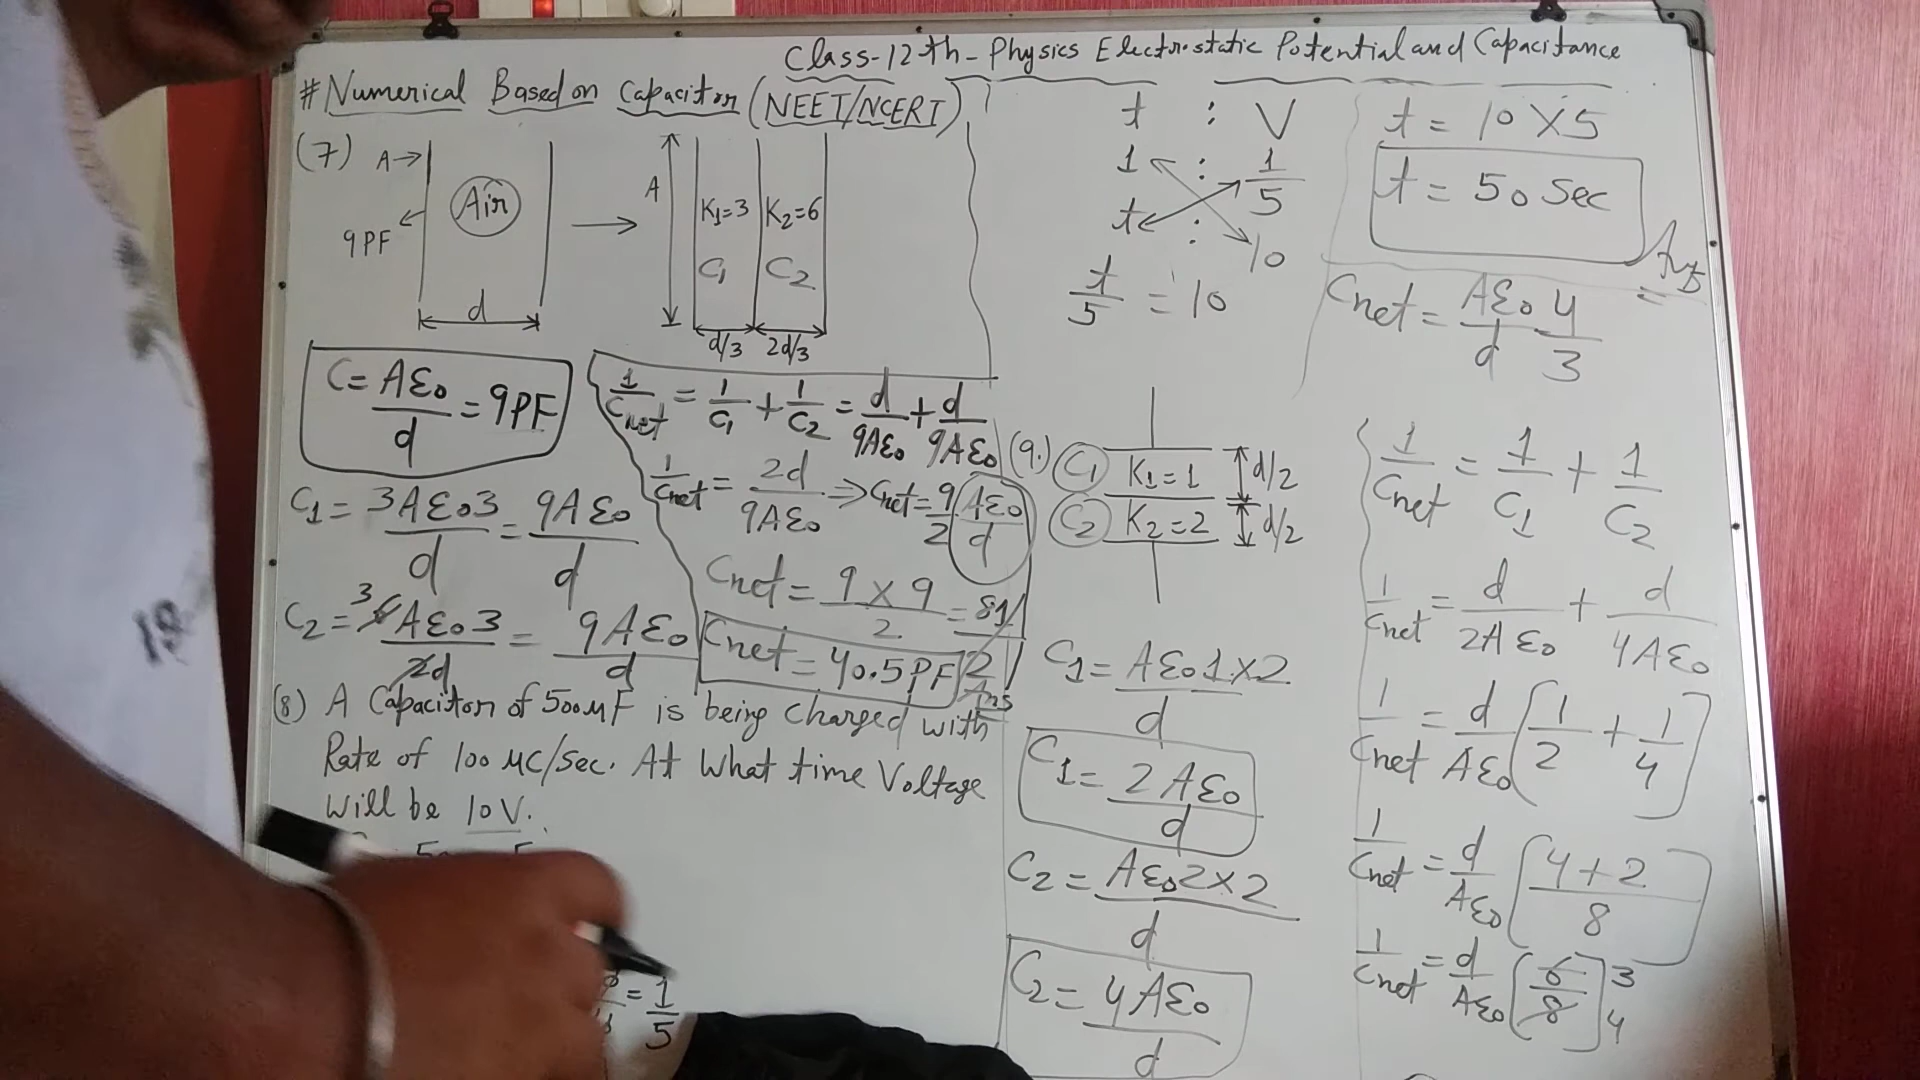 Class-12th-Physics Electrostatic Potential and Capacitance
#Numerical Based on Capacitor (NEET/NCERT)
(7) A→
Air
9PF
d
A
K₁=3 K₂=6
C₁ C₂
d/3 2d/3
C=Aε₀/d=9PF
C₁=3Aε₀3/d=9Aε₀/d
C₂=6Aε₀3/2d=9Aε₀/d
3
1/Cnet=1/C₁+1/C₂=d/9Aε₀+d/9Aε₀
1/Cnet=2d/9Aε₀⇒Cnet=9/2 Aε₀/d
Cnet=9×9/2=81/2
Cnet=40.5PF Ans
(8) A Capacitor of 500μF is being Charged with
Rate of 100 μC/Sec. At What time Voltage
Will be 10V.
=1/5
t : V
1 : 1/5
t : 10
t/5=10
t=10×5
t=50 Sec
Ans
Cnet=Aε₀/d 4/3
(9.) C₁ K₁=1 d/2
C₂ K₂=2 d/2
C₁=Aε₀1×2/d
C₁=2Aε₀/d
C₂=Aε₀2×2/d
C₂=4Aε₀/d
1/Cnet=1/C₁+1/C₂
1/Cnet=d/2Aε₀+d/4Aε₀
1/Cnet=d/Aε₀[1/2+1/4]
1/Cnet=d/Aε₀[4+2/8]
1/Cnet=d/Aε₀[6/8] 3/4